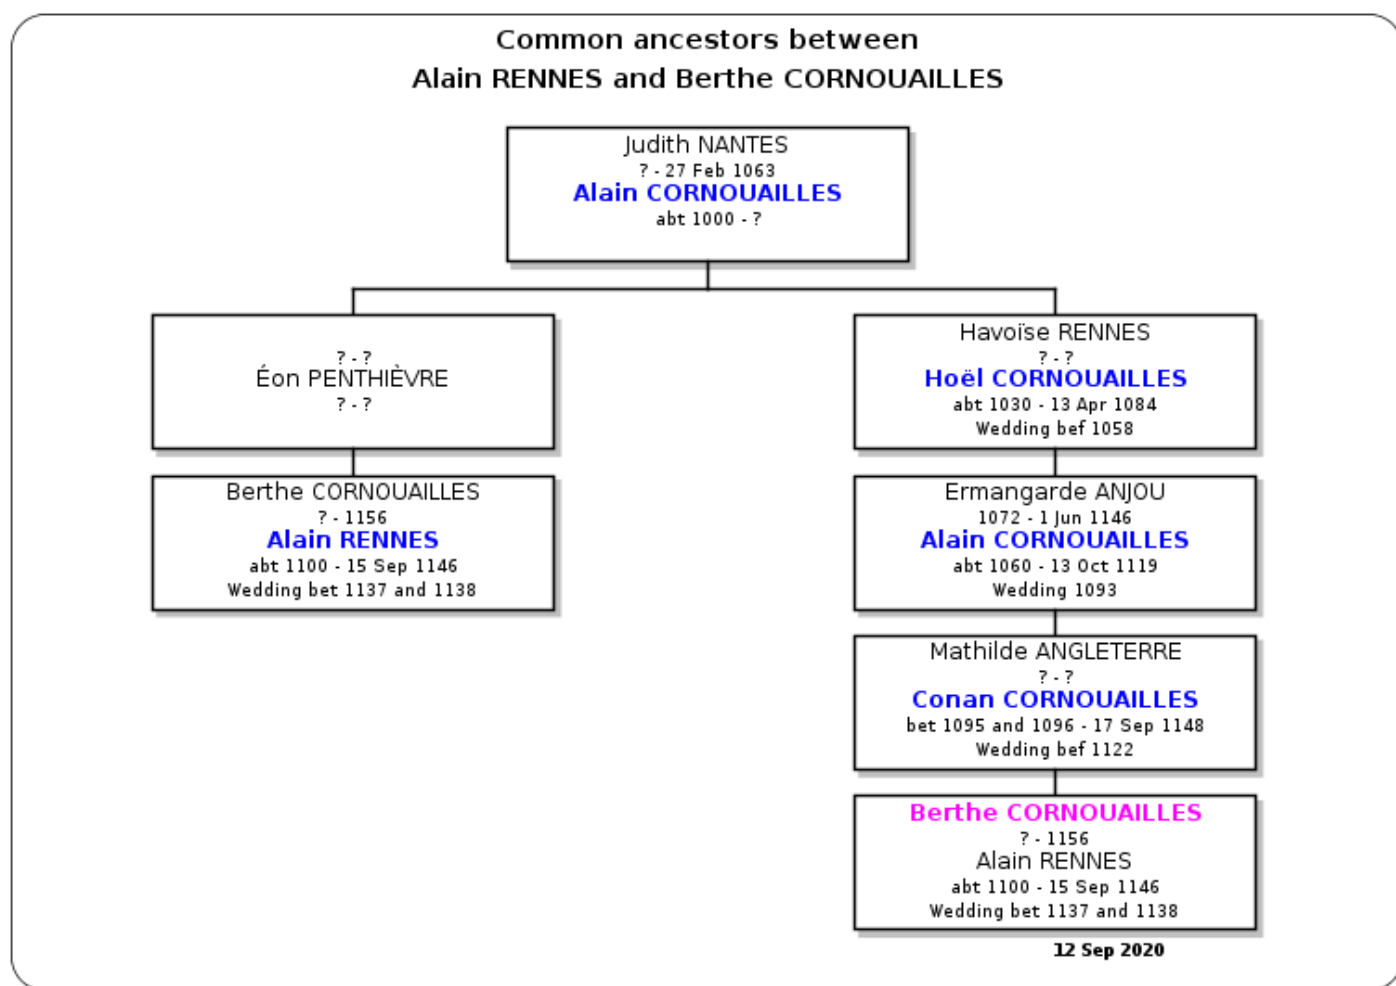 Common ancestors between
Alain RENNES and Berthe CORNOUAILLES
Judith NANTES
? - 27 Feb 1063
Alain CORNOUAILLES
abt 1000 - ?
? - ?
Éon PENTHIÈVRE
? - ?
Havoïse RENNES
? - ?
Hoël CORNOUAILLES
abt 1030 - 13 Apr 1084
Wedding bef 1058
Berthe CORNOUAILLES
? - 1156
Alain RENNES
abt 1100 - 15 Sep 1146
Wedding bet 1137 and 1138
Ermangarde ANJOU
1072 - 1 Jun 1146
Alain CORNOUAILLES
abt 1060 - 13 Oct 1119
Wedding 1093
Mathilde ANGLETERRE
? - ?
Conan CORNOUAILLES
bet 1095 and 1096 - 17 Sep 1148
Wedding bef 1122
Berthe CORNOUAILLES
? - 1156
Alain RENNES
abt 1100 - 15 Sep 1146
Wedding bet 1137 and 1138
12 Sep 2020